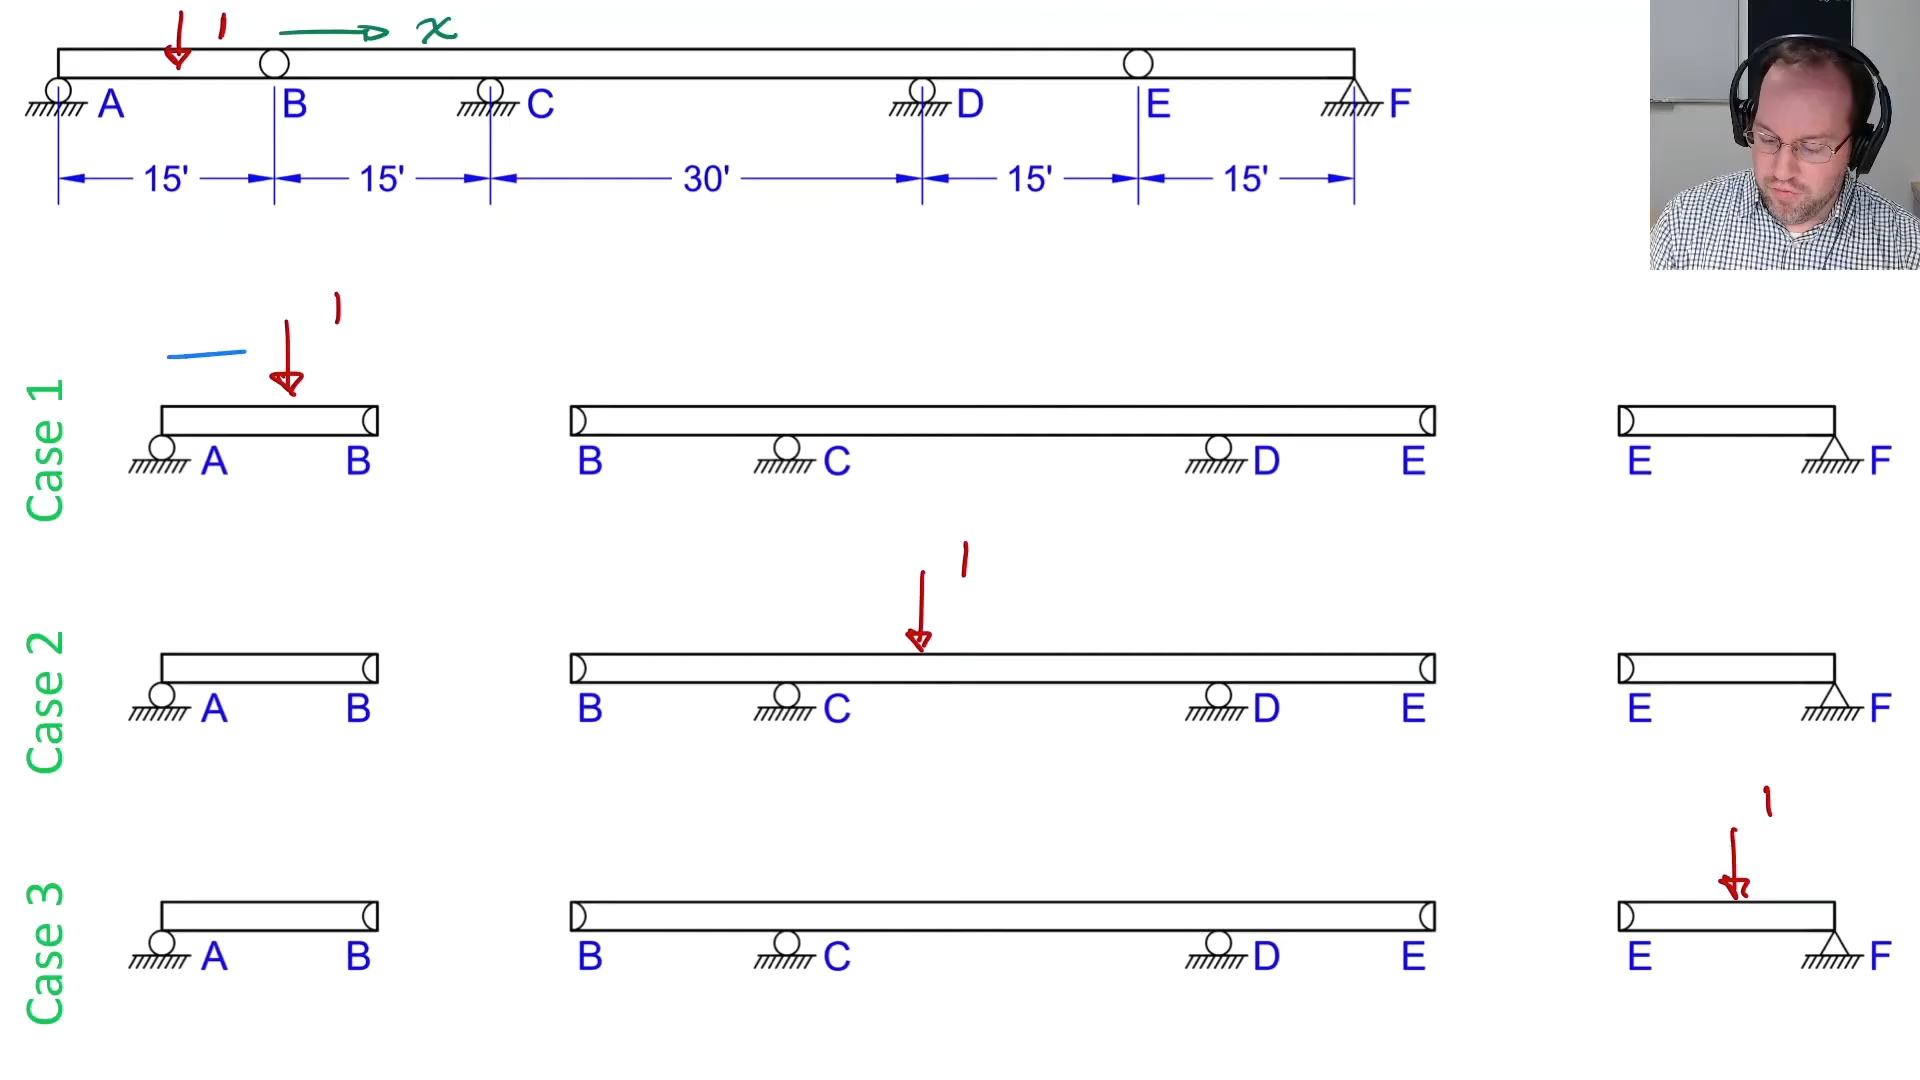 1 x
A B C D E F
15' 15' 30' 15' 15'
1
Case 1
A B B C D E E F
1
Case 2
A B B C D E E F
1
Case 3
A B B C D E E F